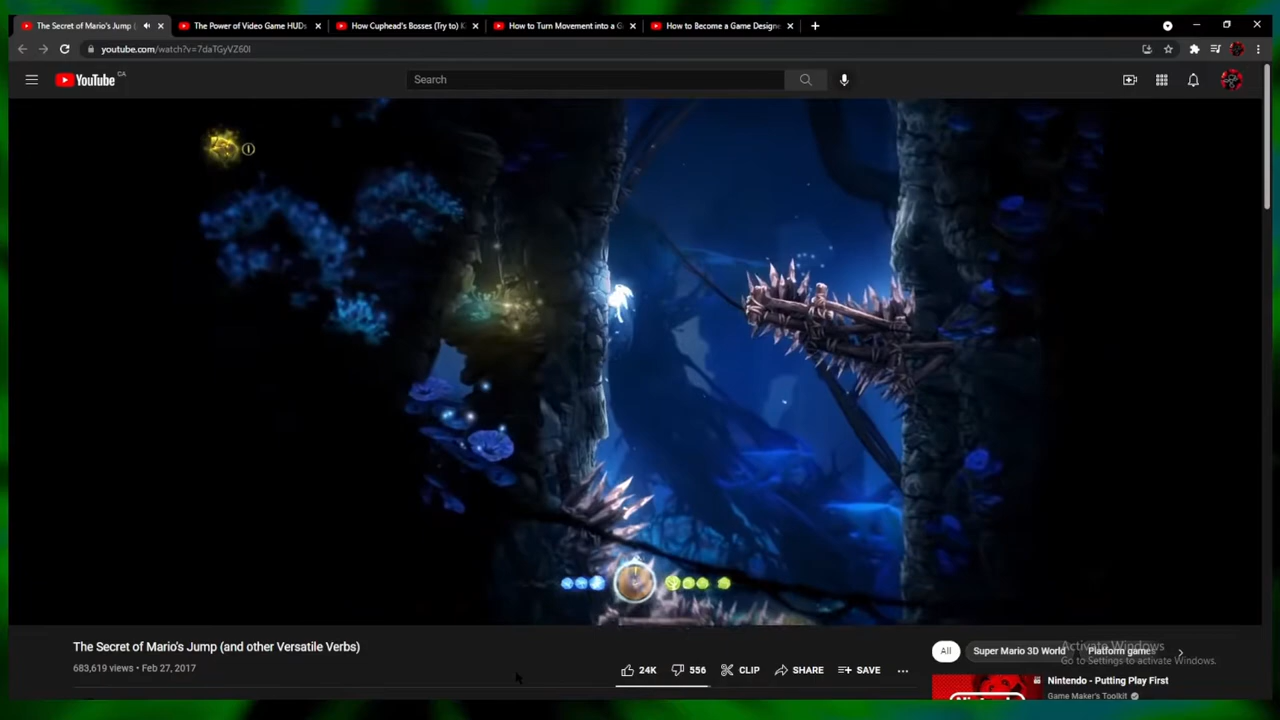 The Secret of Mario's Jump (
The Power of Video Game HUDs
How Cuphead's Bosses (Try to) K
How to Turn Movement into a G
How to Become a Game Designe
youtube.com/watch?v=7daTGyVZ60I
YouTube CA
Search
The Secret of Mario's Jump (and other Versatile Verbs)
683,619 views • Feb 27, 2017
24K
556
CLIP
SHARE
SAVE
All
Super Mario 3D World
Platform games
Activate Windows
Go to Settings to activate Windows.
Nintendo - Putting Play First
Game Maker's Toolkit